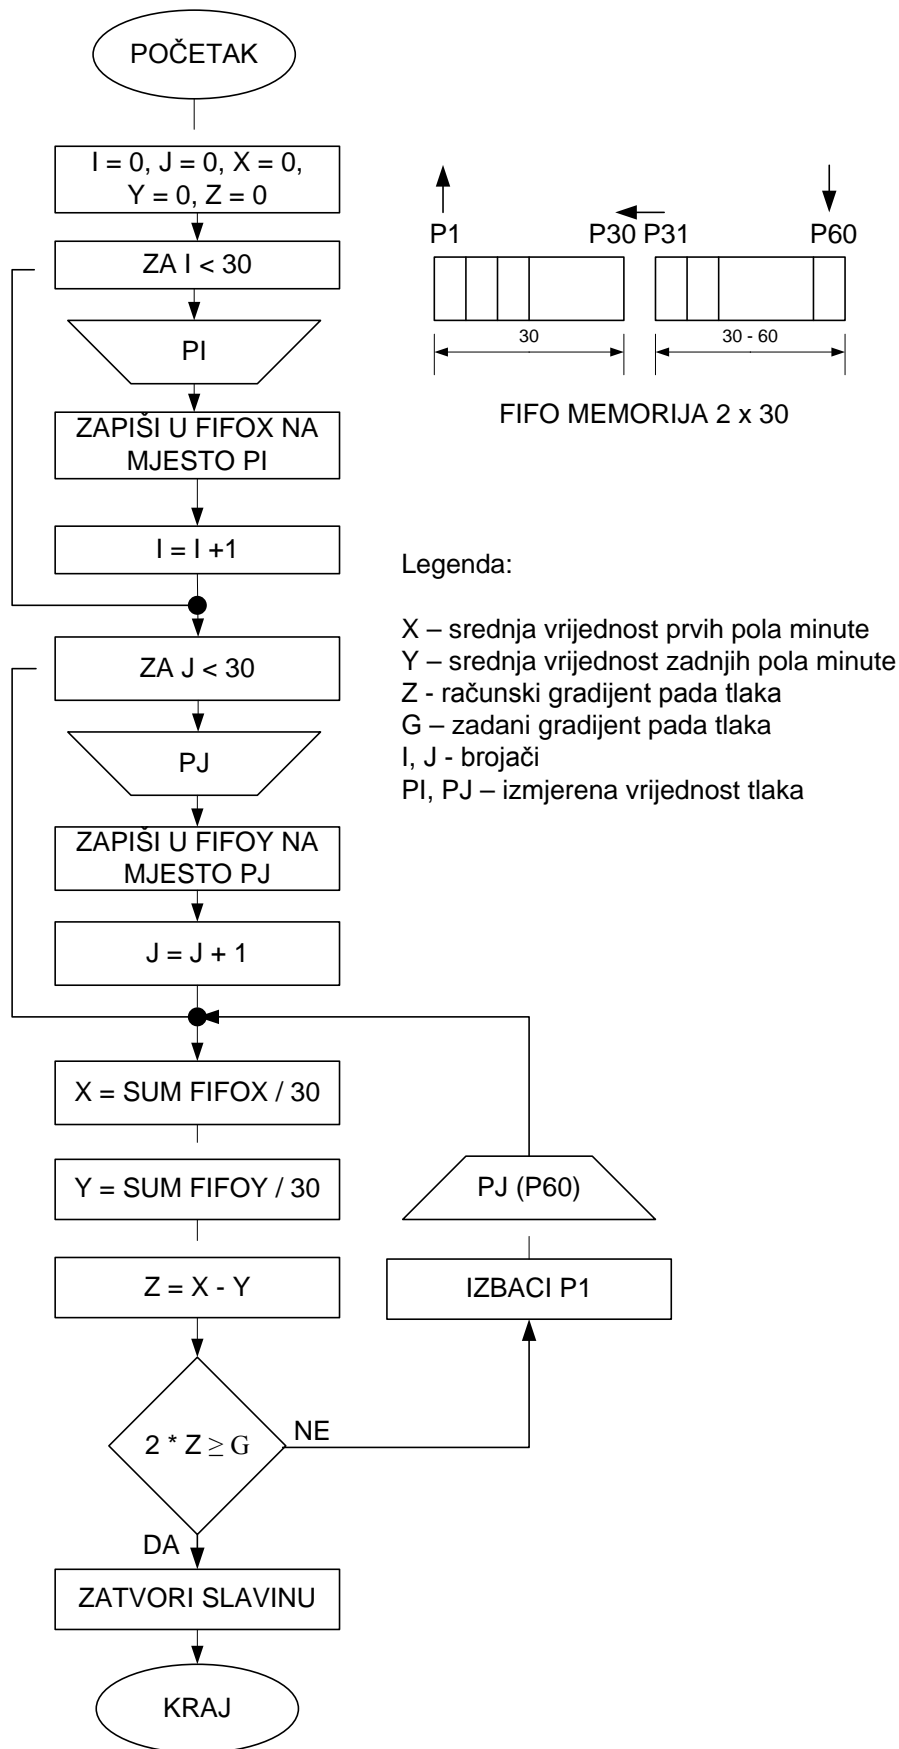 POČETAK
I = 0, J = 0, X = 0,
Y = 0, Z = 0
ZA I < 30
PI
ZAPIŠI U FIFOX NA
MJESTO PI
I = I +1
ZA J < 30
PJ
ZAPIŠI U FIFOY NA
MJESTO PJ
J = J + 1
X = SUM FIFOX / 30
Y = SUM FIFOY / 30
Z = X - Y
2 * Z ≥ G
NE
DA
IZBACI P1
PJ (P60)
ZATVORI SLAVINU
KRAJ
P1 P30 P31 P60
30 30 - 60
FIFO MEMORIJA 2 x 30
Legenda:
X – srednja vrijednost prvih pola minute
Y – srednja vrijednost zadnjih pola minute
Z - računski gradijent pada tlaka
G – zadani gradijent pada tlaka
I, J - brojači
PI, PJ – izmjerena vrijednost tlaka